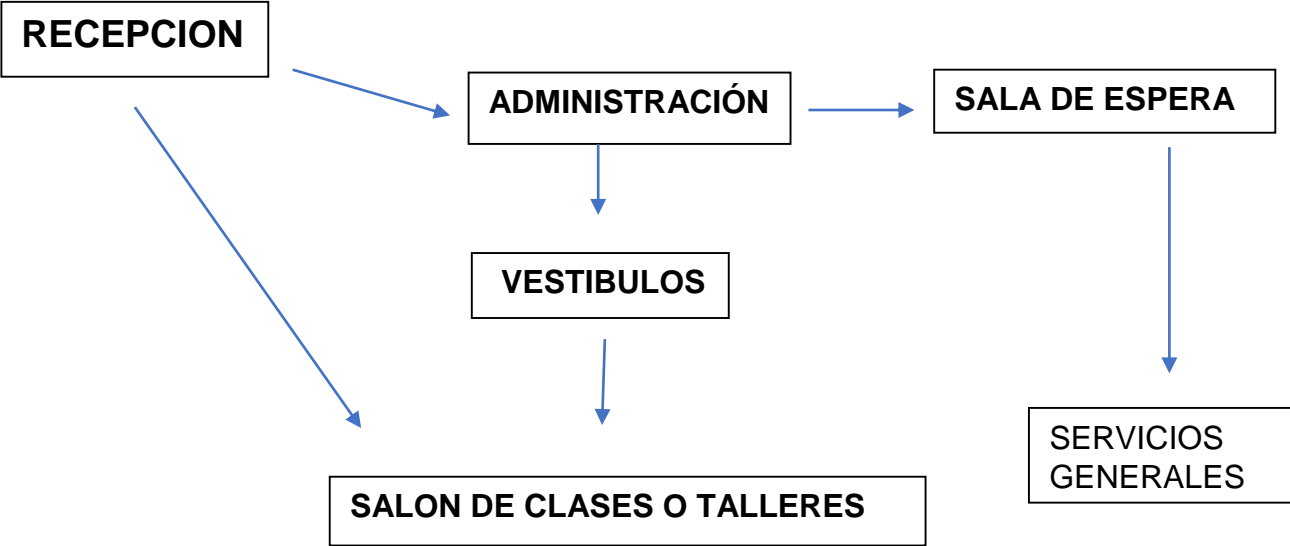 RECEPCION
ADMINISTRACIÓN
SALA DE ESPERA
VESTIBULOS
SERVICIOS
GENERALES
SALON DE CLASES O TALLERES